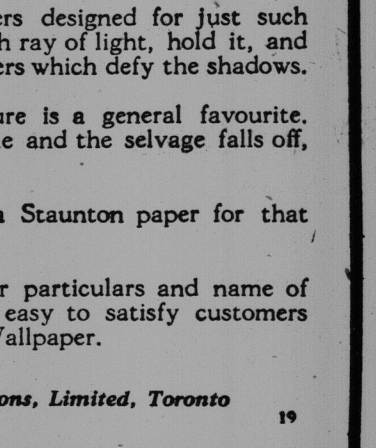 ers designed for just such
h ray of light, hold it, and
ers which defy the shadows.
ure is a general favourite.
e and the selvage falls off,
Staunton paper for that
r particulars and name of
easy to satisfy customers
Wallpaper.
ons, Limited, Toronto
19